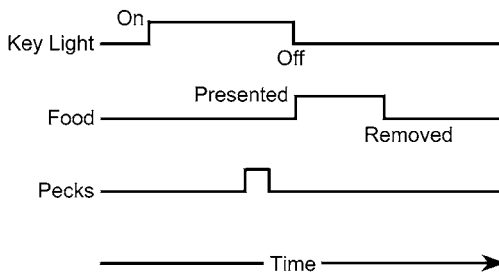 On
Key Light
Off
Presented
Food
Removed
Pecks
Time